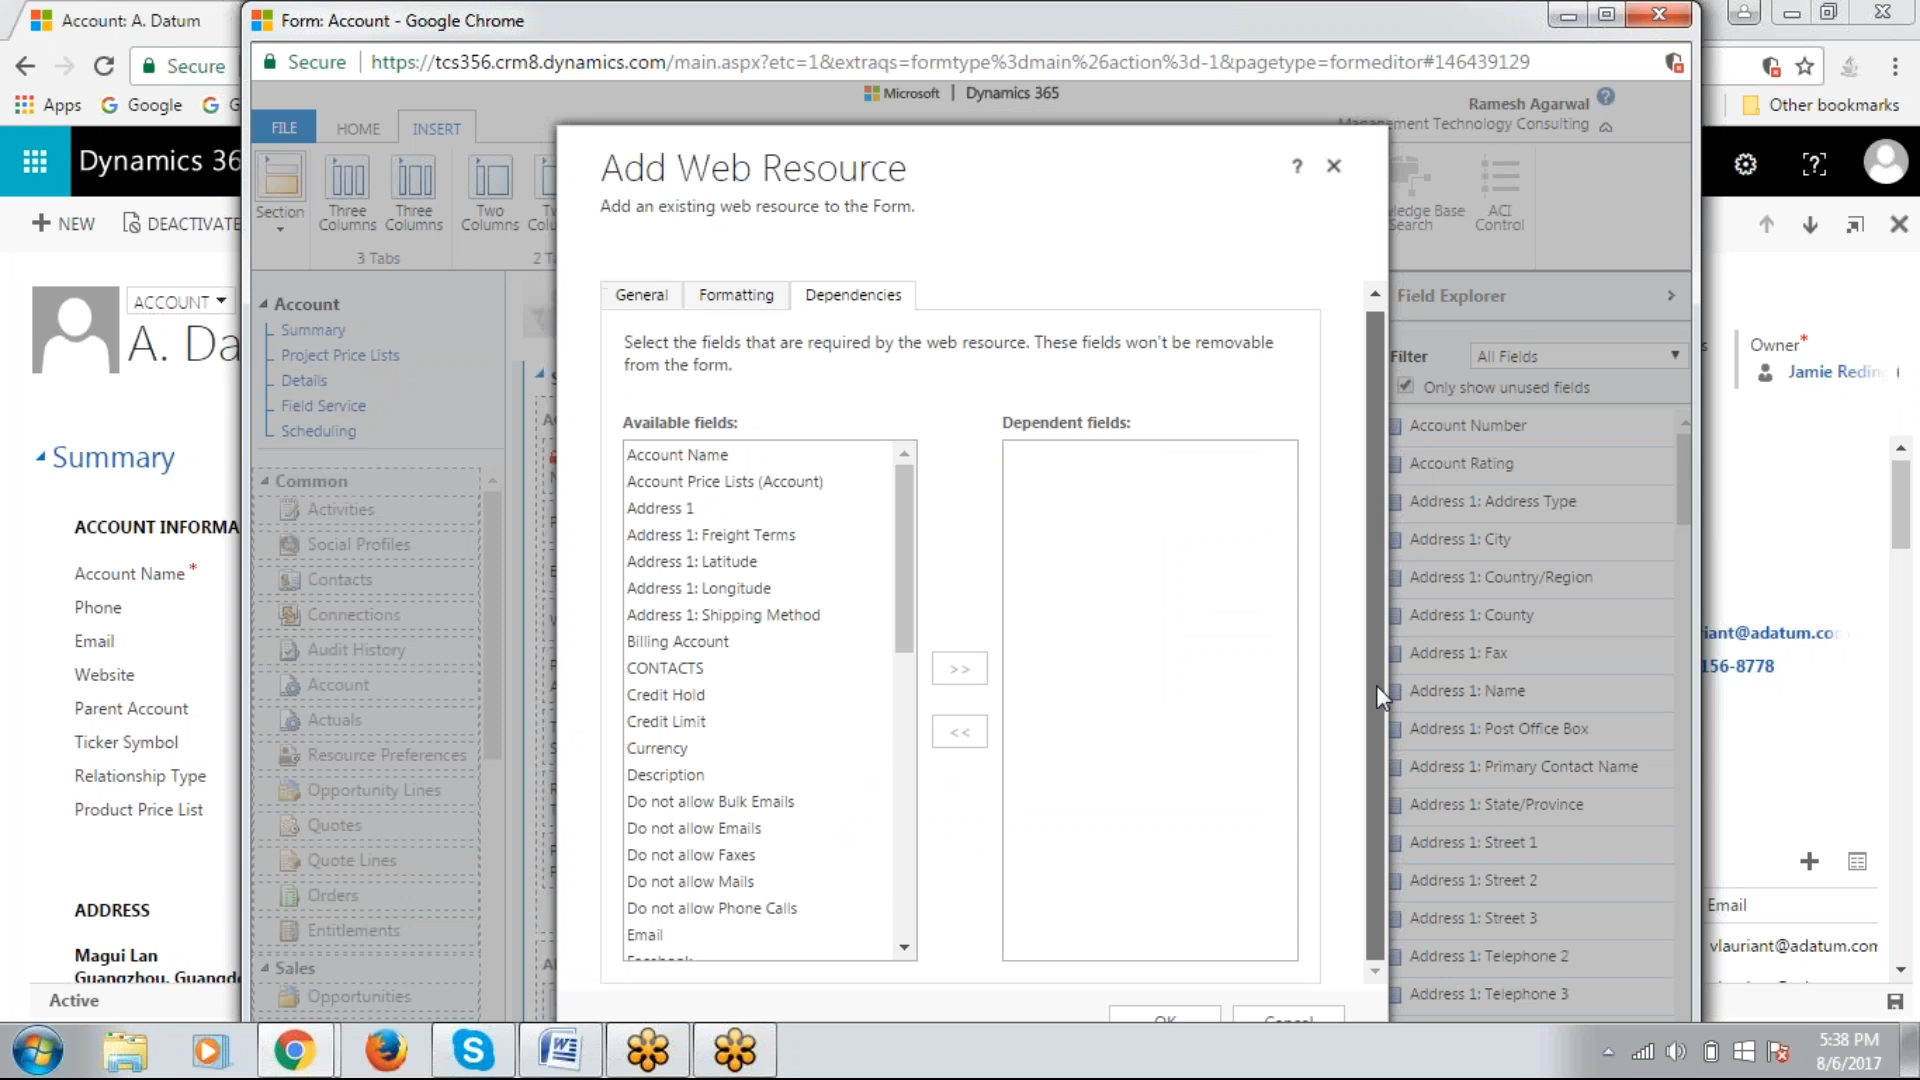 Account: A. Datum
Form: Account - Google Chrome
Secure
Secure
https://tcs356.crm8.dynamics.com/main.aspx?etc=1&extraqs=formtype%3dmain%26action%3d-1&pagetype=formeditor#146439129
Apps
Google
G
Other bookmarks
Microsoft | Dynamics 365
Ramesh Agarwal
Technology Consulting
FILE
HOME
INSERT
Dynamics 36
NEW
DEACTIVATE
Section
Three Columns
Three Columns
Two Columns
3 Tabs
Search
ACI Control
Add Web Resource
Add an existing web resource to the Form.
General
Formatting
Dependencies
Select the fields that are required by the web resource. These fields won't be removable
from the form.
Available fields:
Dependent fields:
Account Name
Account Price Lists (Account)
Address 1
Address 1: Freight Terms
Address 1: Latitude
Address 1: Longitude
Address 1: Shipping Method
Billing Account
CONTACTS
Credit Hold
Credit Limit
Currency
Description
Do not allow Bulk Emails
Do not allow Emails
Do not allow Faxes
Do not allow Mails
Do not allow Phone Calls
Email
>>
<<
ACCOUNT
A. Da
Summary
ACCOUNT INFORMA
Account Name *
Phone
Email
Website
Parent Account
Ticker Symbol
Relationship Type
Product Price List
ADDRESS
Magui Lan
Guangzhou, Guangd
Active
Account
Summary
Project Price Lists
Details
Field Service
Scheduling
Common
Activities
Social Profiles
Contacts
Connections
Audit History
Account
Actuals
Resource Preferences
Opportunity Lines
Quotes
Quote Lines
Orders
Entitlements
Sales
Opportunities
Field Explorer
Filter
All Fields
Only show unused fields
Account Number
Account Rating
Address 1: Address Type
Address 1: City
Address 1: Country/Region
Address 1: County
Address 1: Fax
Address 1: Name
Address 1: Post Office Box
Address 1: Primary Contact Name
Address 1: State/Province
Address 1: Street 1
Address 1: Street 2
Address 1: Street 3
Address 1: Telephone 2
Address 1: Telephone 3
Owner*
Jamie Redin
iant@adatum.co
156-8778
Email
vlauriant@adatum.com
5:38 PM
8/6/2017